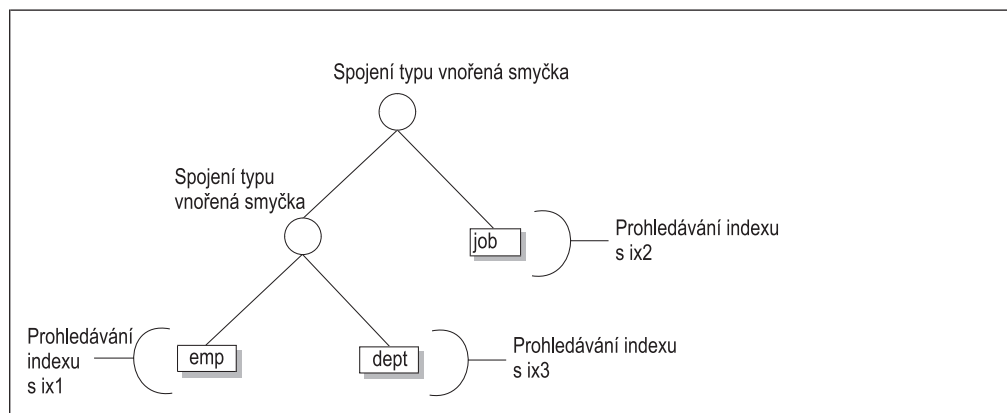 Spojení typu vnořená smyčka
Spojení typu
vnořená smyčka
job
Prohledávání indexu
s ix2
Prohledávání
indexu
s ix1
emp
dept
Prohledávání indexu
s ix3